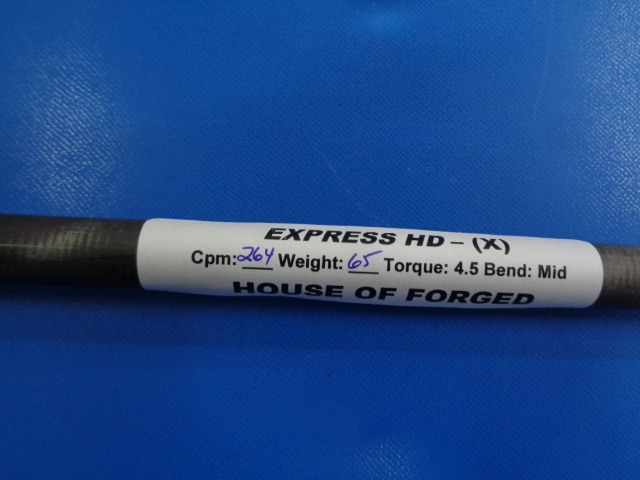 EXPRESS HD – (X)
Cpm: 264 Weight: 65 Torque: 4.5 Bend: Mid
HOUSE OF FORGED